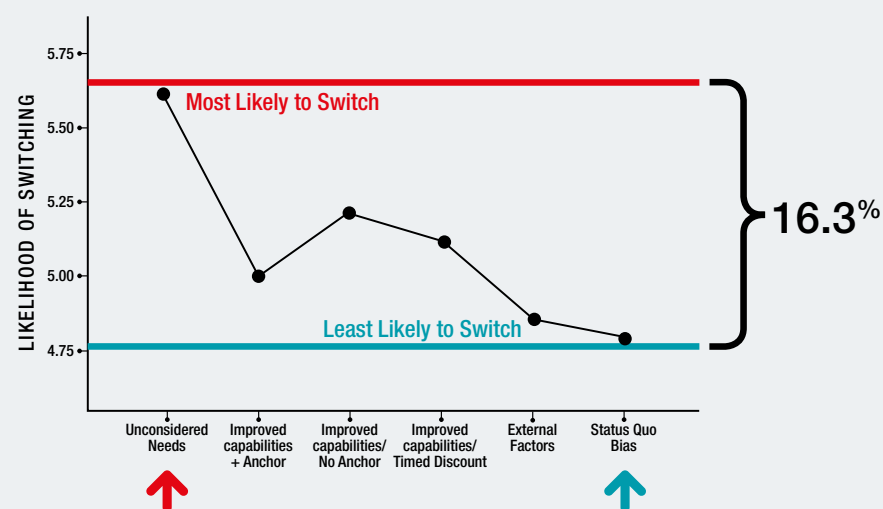 LIKELIHOOD OF SWITCHING
5.75
5.50
5.25
5.00
4.75
Most Likely to Switch
Least Likely to Switch
16.3%
Unconsidered
Needs
Improved
capabilities
+ Anchor
Improved
capabilities/
No Anchor
Improved
capabilities/
Timed Discount
External
Factors
Status Quo
Bias